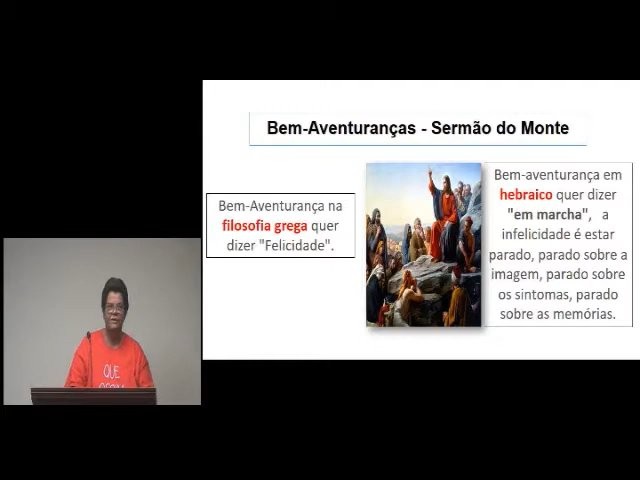 Bem-Aventuranças - Sermão do Monte
Bem-Aventurança na
filosofia grega quer
dizer "Felicidade".
Bem-aventurança em
hebraico quer dizer
"em marcha", a
infelicidade é estar
parado, parado sobre a
imagem, parado sobre
os sintomas, parado
sobre as memórias.
QUE